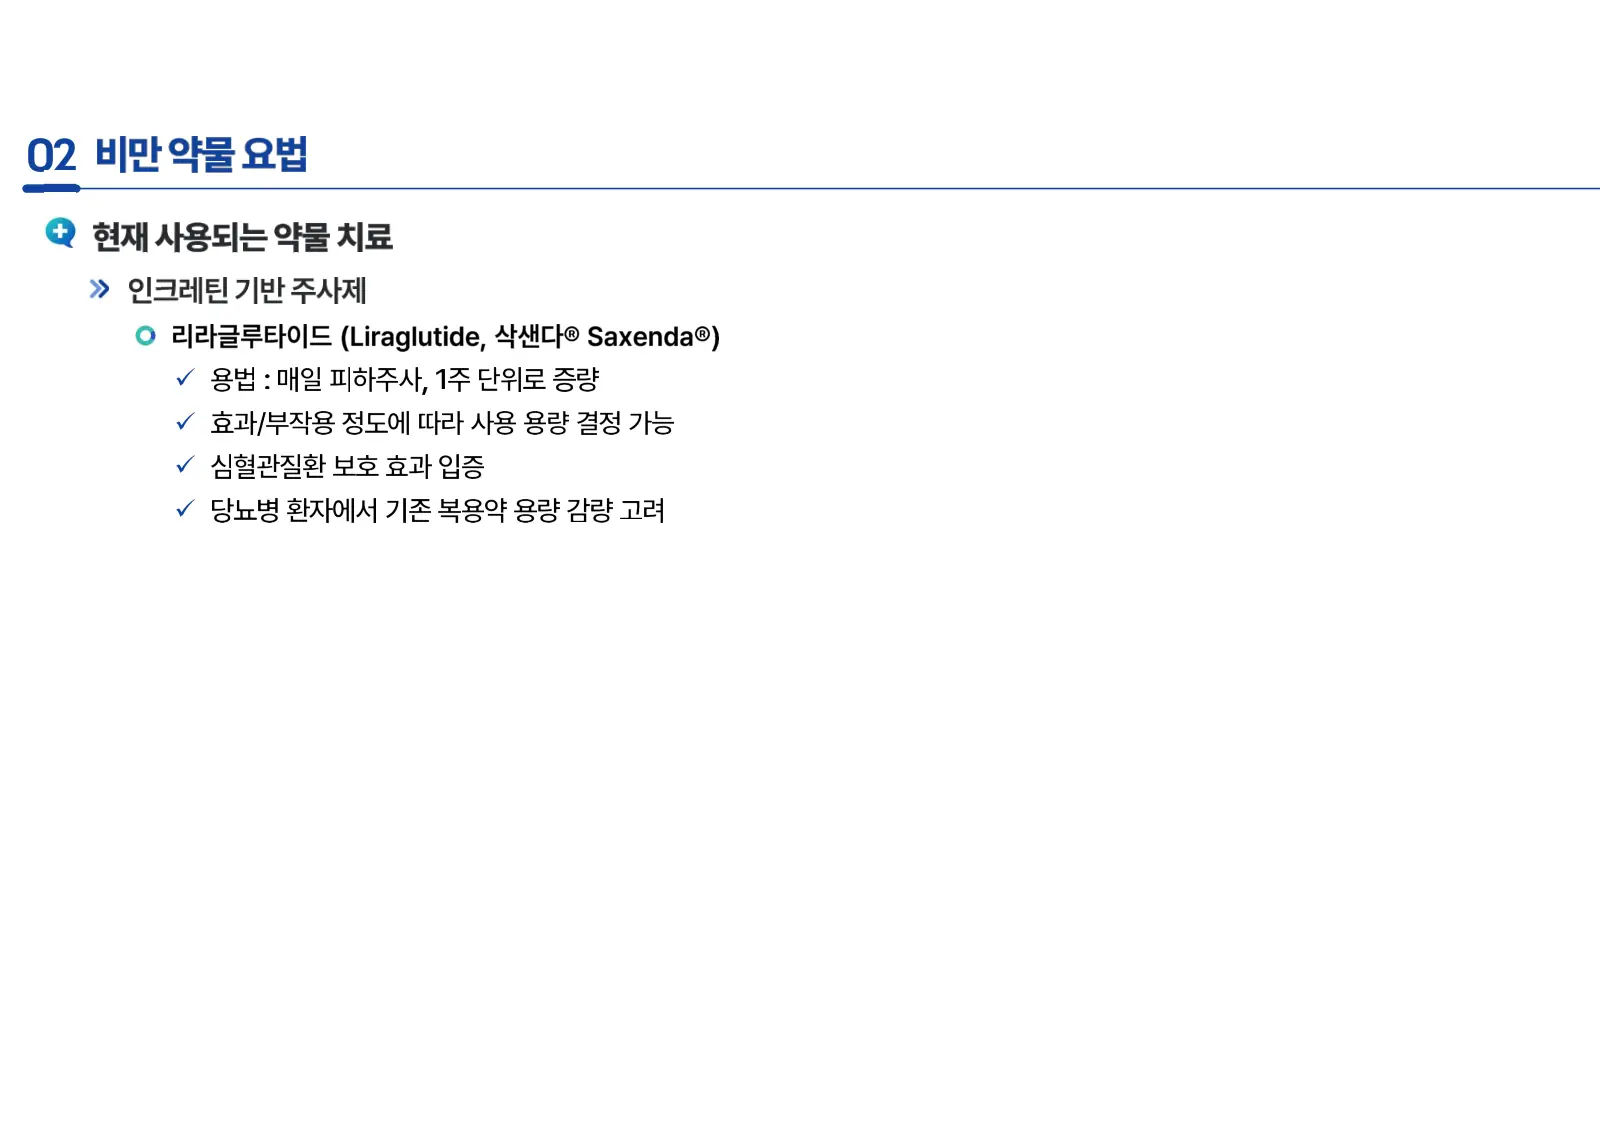 02 비만 약물 요법
현재 사용되는 약물 치료
인크레틴 기반 주사제
리라글루타이드 (Liraglutide, 삭샌다® Saxenda®)
용법 : 매일 피하주사, 1주 단위로 증량
효과/부작용 정도에 따라 사용 용량 결정 가능
심혈관질환 보호 효과 입증
당뇨병 환자에서 기존 복용약 용량 감량 고려